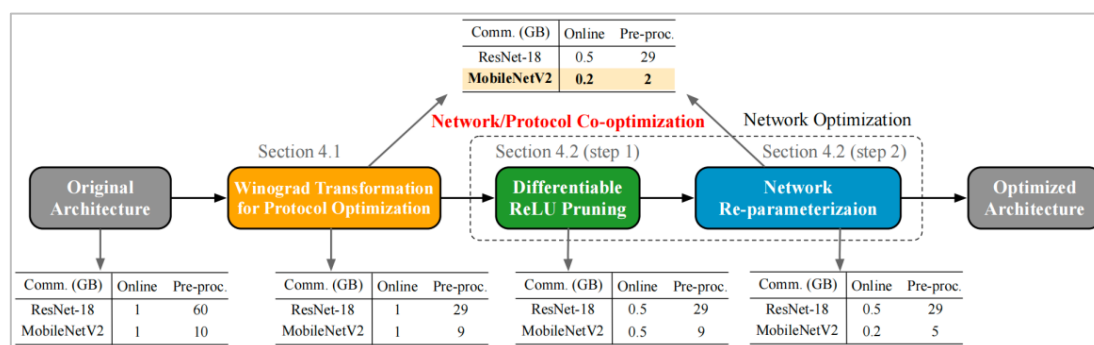 Comm. (GB) Online Pre-proc.
ResNet-18 0.5 29
MobileNetV2 0.2 2
Network/Protocol Co-optimization
Network Optimization
Section 4.1
Section 4.2 (step 1)
Section 4.2 (step 2)
Original
Architecture
Winograd Transformation
for Protocol Optimization
Differentiable
ReLU Pruning
Network
Re-parameterizaion
Optimized
Architecture
Comm. (GB) Online Pre-proc.
ResNet-18 1 60
MobileNetV2 1 10
Comm. (GB) Online Pre-proc.
ResNet-18 1 29
MobileNetV2 1 9
Comm. (GB) Online Pre-proc.
ResNet-18 0.5 29
MobileNetV2 0.5 9
Comm. (GB) Online Pre-proc.
ResNet-18 0.5 29
MobileNetV2 0.2 5